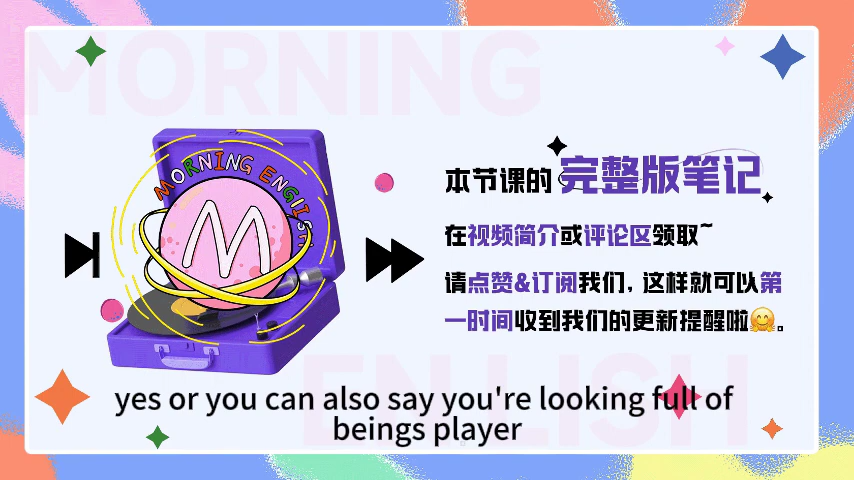 MORNING
MORNING ENGLISH
M
本节课的 完整版笔记
在视频简介或评论区领取~
请点赞&订阅我们，这样就可以第
一时间收到我们的更新提醒啦🤗。
ENGLISH
yes or you can also say you're looking full of
beings player